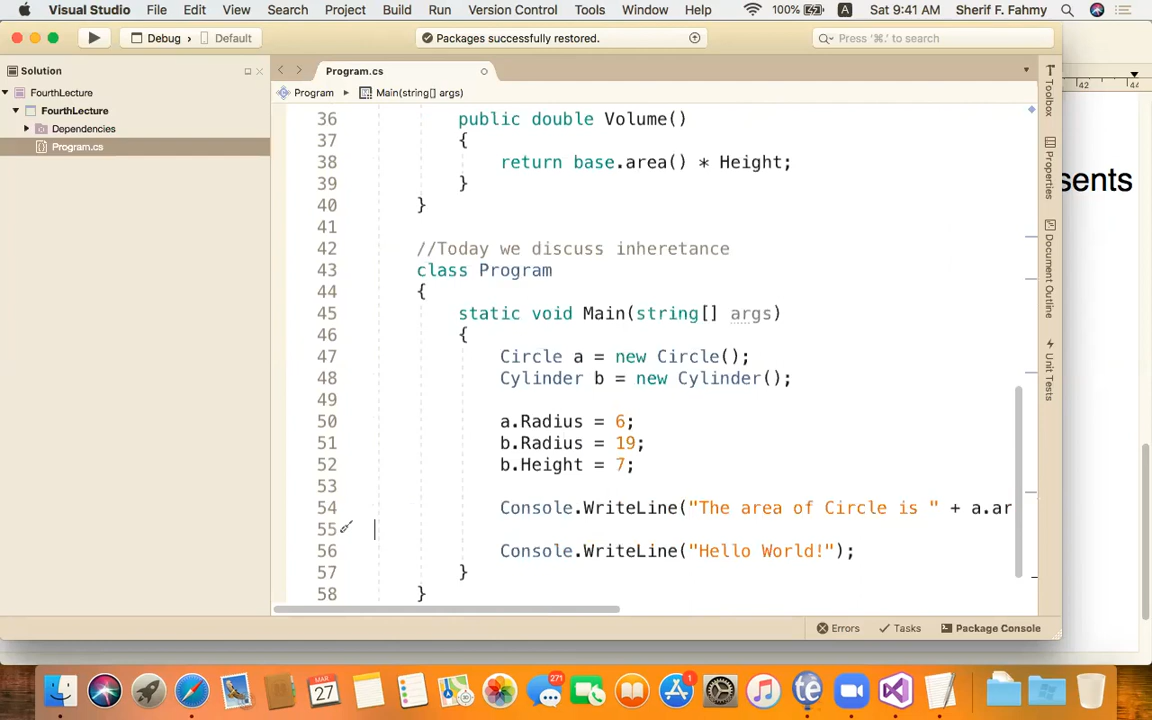 Visual Studio File Edit View Search Project Build Run Version Control Tools Window Help 100% A Sat 9:41 AM Sherif F. Fahmy
Debug › Default Packages successfully restored. Press '⌘.' to search
Solution Program.cs
FourthLecture Program ▸ Main(string[] args)
FourthLecture
Dependencies
Program.cs
Toolbox
Properties
Document Outline
Unit Tests
42 44
sents
36 public double Volume()
37 {
38 return base.area() * Height;
39 }
40 }
41
42 //Today we discuss inheretance
43 class Program
44 {
45 static void Main(string[] args)
46 {
47 Circle a = new Circle();
48 Cylinder b = new Cylinder();
49
50 a.Radius = 6;
51 b.Radius = 19;
52 b.Height = 7;
53
54 Console.WriteLine("The area of Circle is " + a.ar
55
56 Console.WriteLine("Hello World!");
57 }
58 }
Errors Tasks Package Console
MAR 27 271 1